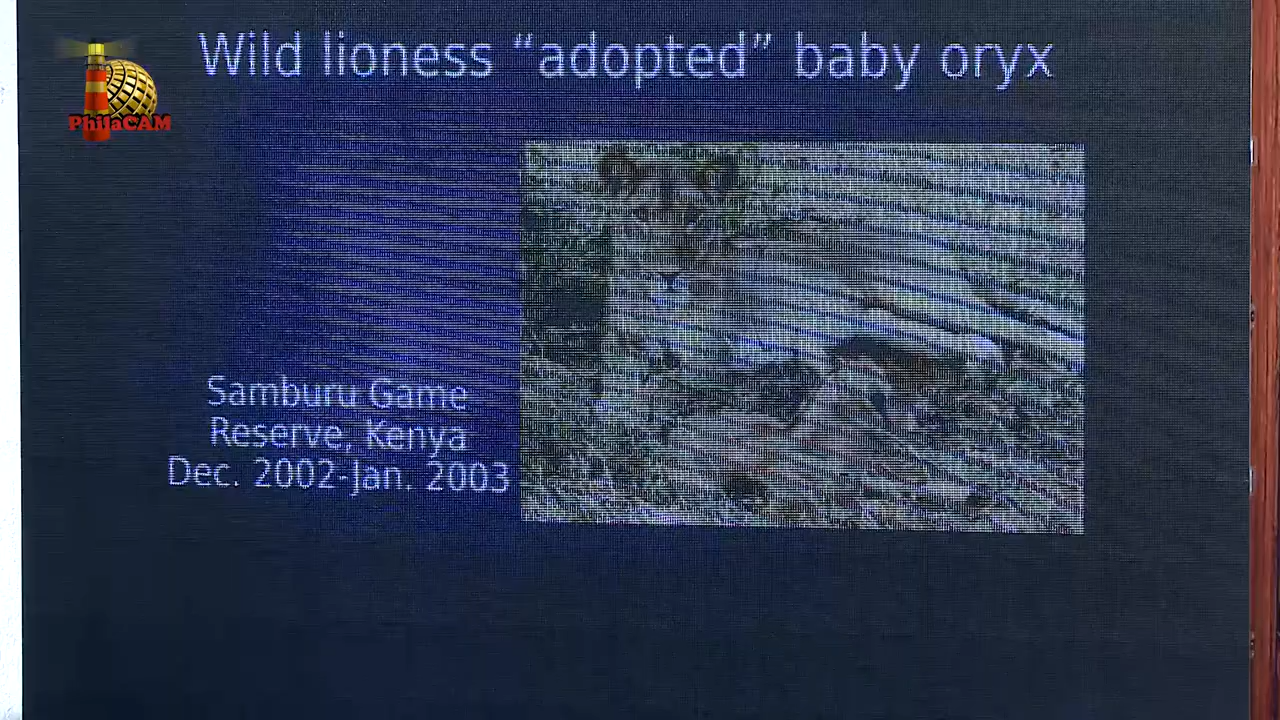 Wild lioness “adopted” baby oryx
PhilaCAM
Samburu Game
Reserve, Kenya
Dec. 2002-Jan. 2003